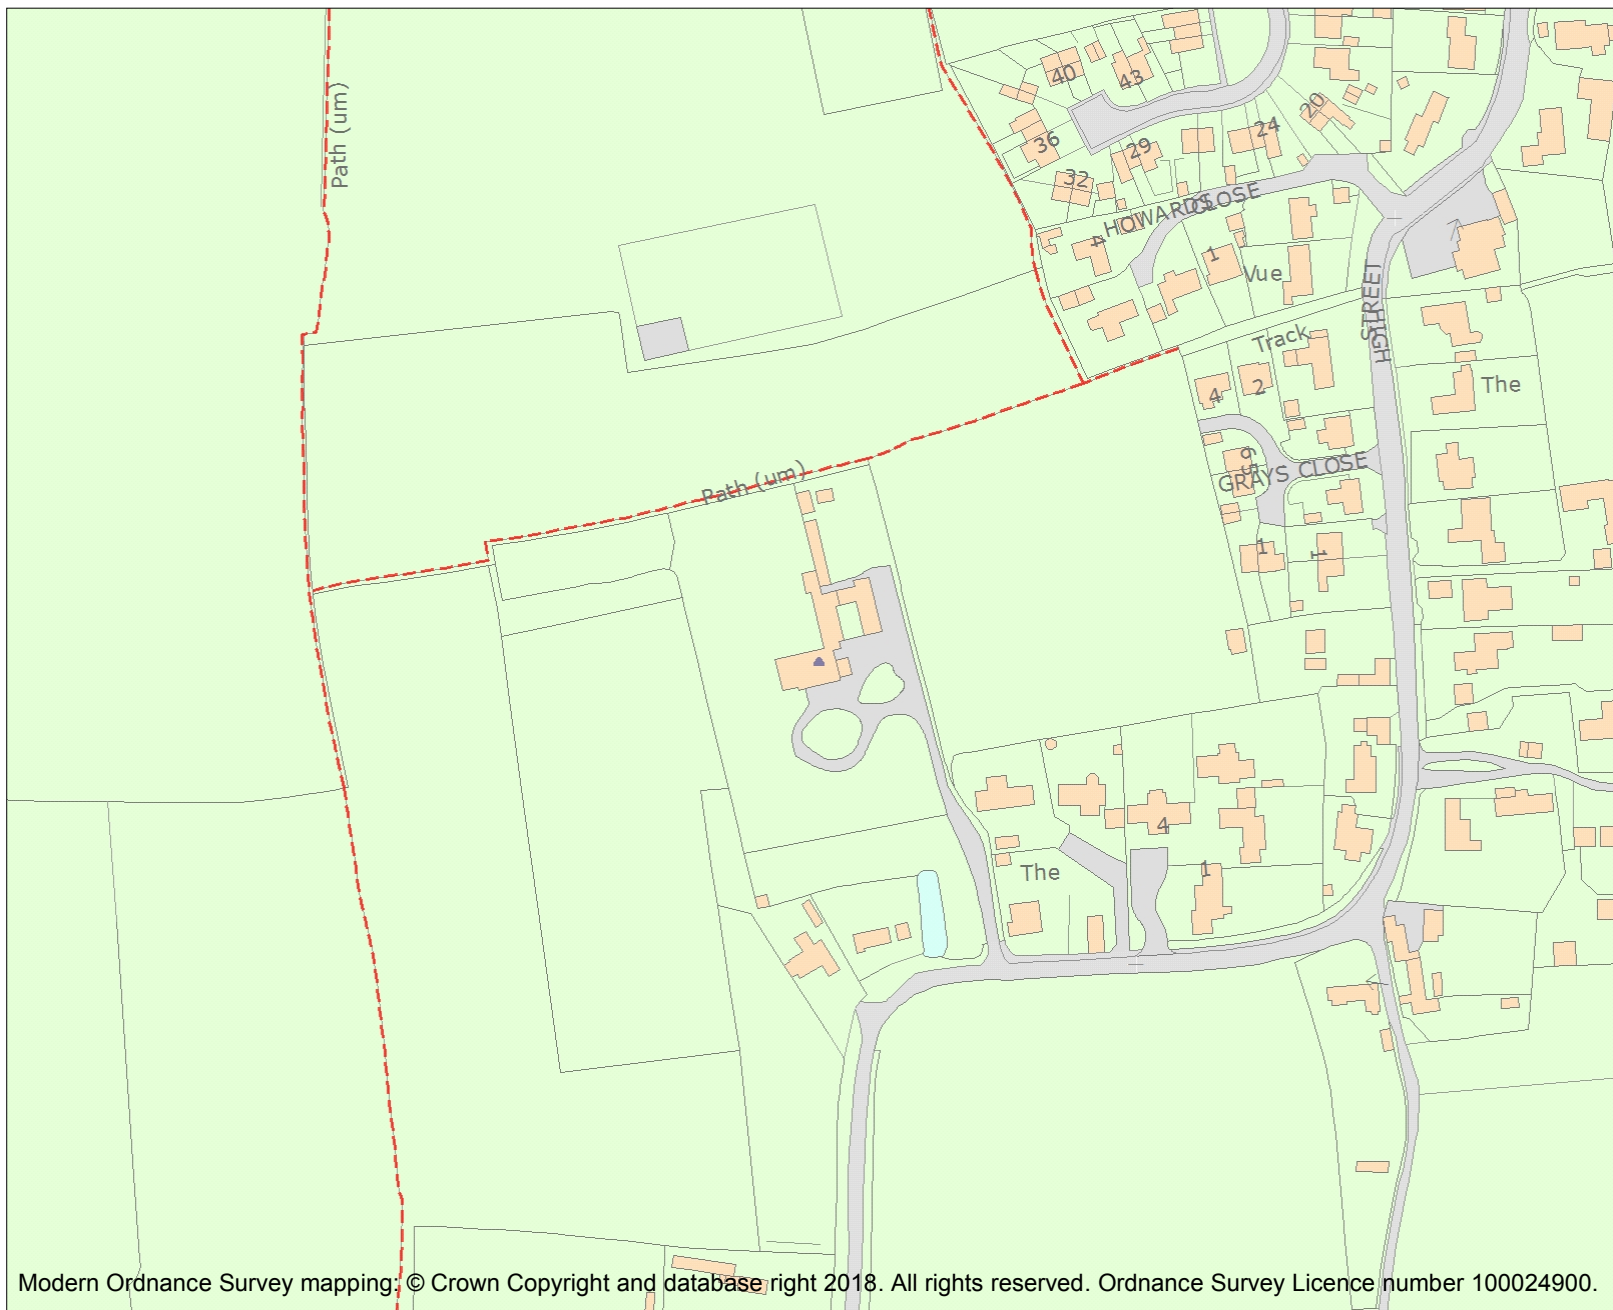 40
43
Path (um)
20
36
29
24
32
HOWARDS CLOSE
4
1
Vue
HIGH STREET
Track
4
2
The
6
5
GRAYS CLOSE
Path (um)
1
1
4
The
1
Modern Ordnance Survey mapping: © Crown Copyright and database right 2018. All rights reserved. Ordnance Survey Licence number 100024900.